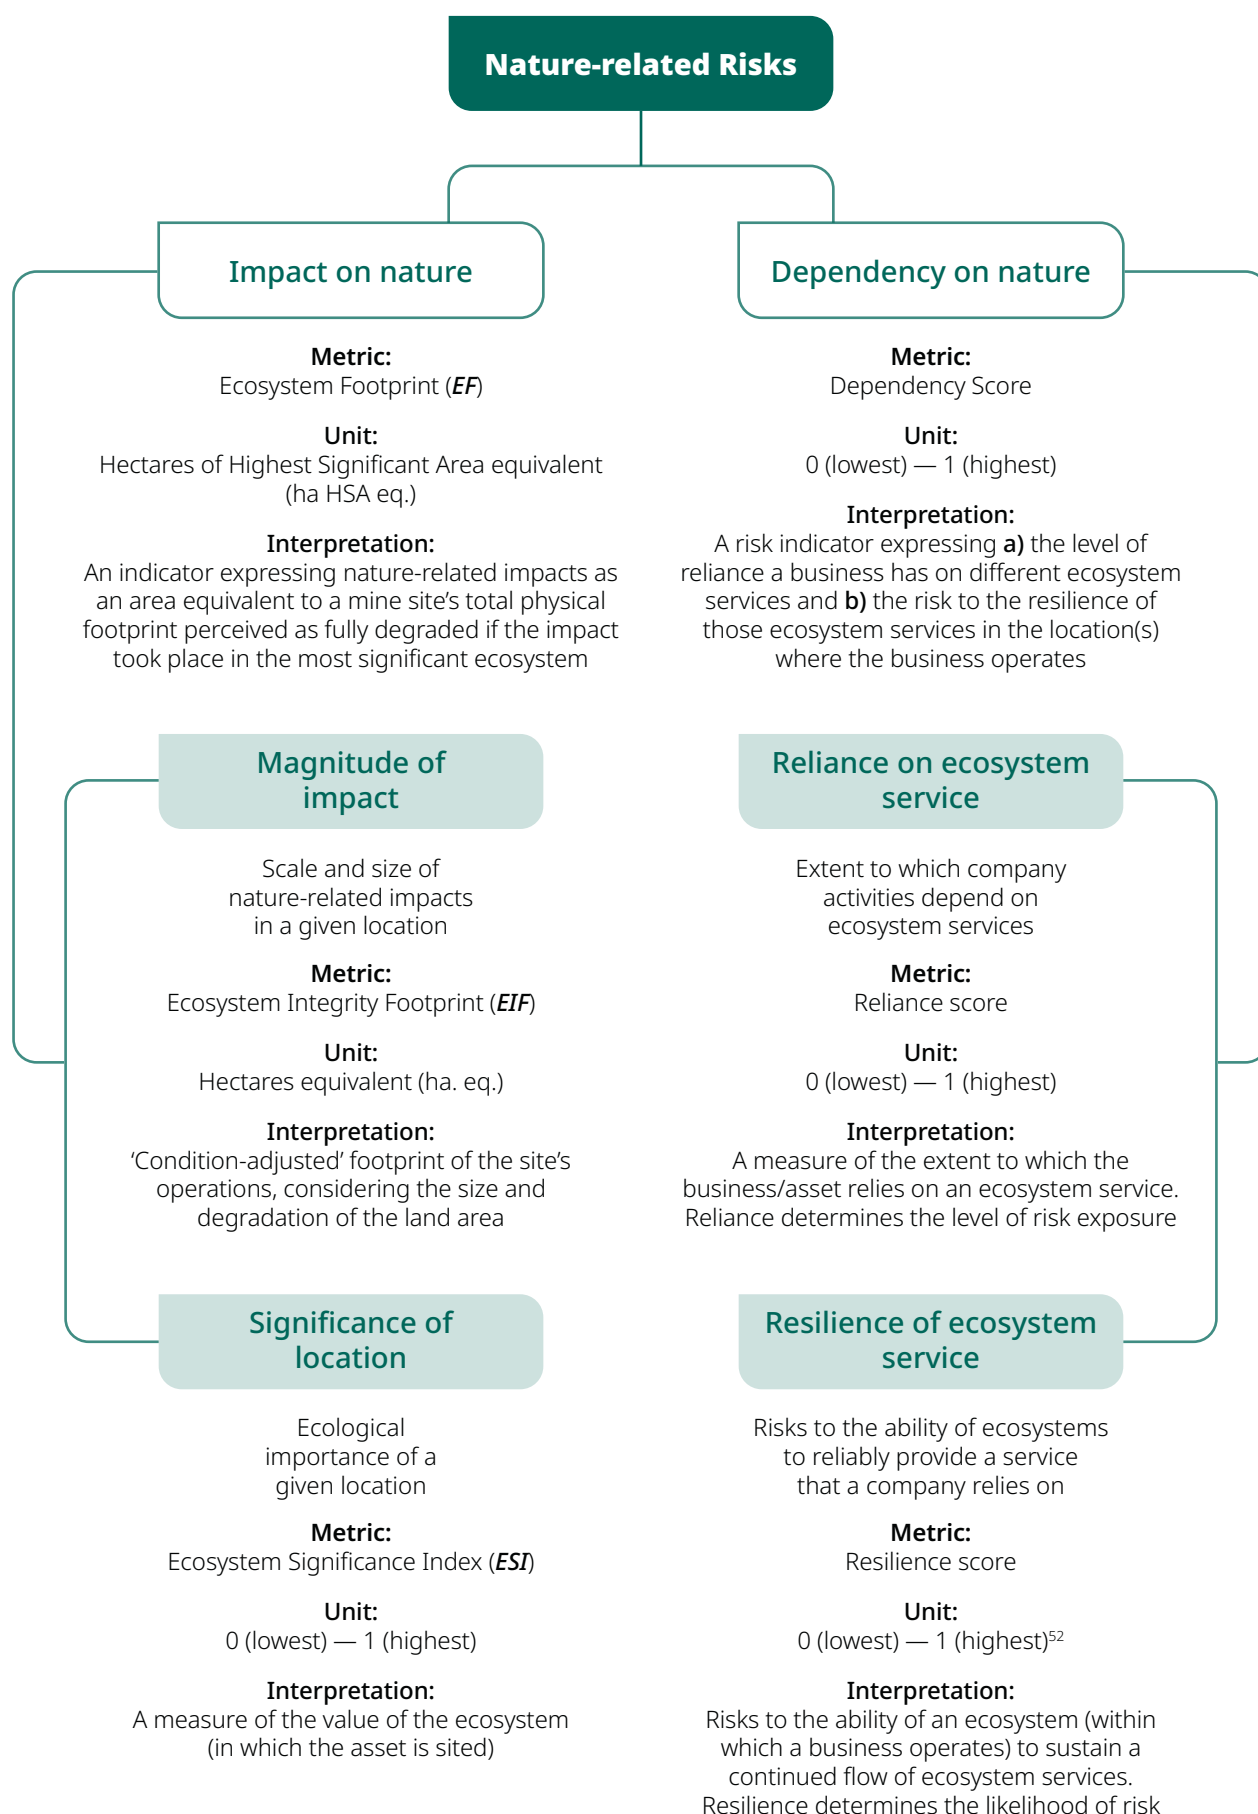 Nature-related Risks
Impact on nature
Metric:
Ecosystem Footprint (EF)
Unit:
Hectares of Highest Significant Area equivalent
(ha HSA eq.)
Interpretation:
An indicator expressing nature-related impacts as
an area equivalent to a mine site’s total physical
footprint perceived as fully degraded if the impact
took place in the most significant ecosystem
Magnitude of
impact
Scale and size of
nature-related impacts
in a given location
Metric:
Ecosystem Integrity Footprint (EIF)
Unit:
Hectares equivalent (ha. eq.)
Interpretation:
‘Condition-adjusted’ footprint of the site’s
operations, considering the size and
degradation of the land area
Significance of
location
Ecological
importance of a
given location
Metric:
Ecosystem Significance Index (ESI)
Unit:
0 (lowest) — 1 (highest)
Interpretation:
A measure of the value of the ecosystem
(in which the asset is sited)
Dependency on nature
Metric:
Dependency Score
Unit:
0 (lowest) — 1 (highest)
Interpretation:
A risk indicator expressing a) the level of
reliance a business has on different ecosystem
services and b) the risk to the resilience of
those ecosystem services in the location(s)
where the business operates
Reliance on ecosystem
service
Extent to which company
activities depend on
ecosystem services
Metric:
Reliance score
Unit:
0 (lowest) — 1 (highest)
Interpretation:
A measure of the extent to which the
business/asset relies on an ecosystem service.
Reliance determines the level of risk exposure
Resilience of ecosystem
service
Risks to the ability of ecosystems
to reliably provide a service
that a company relies on
Metric:
Resilience score
Unit:
0 (lowest) — 1 (highest)52
Interpretation:
Risks to the ability of an ecosystem (within
which a business operates) to sustain a
continued flow of ecosystem services.
Resilience determines the likelihood of risk